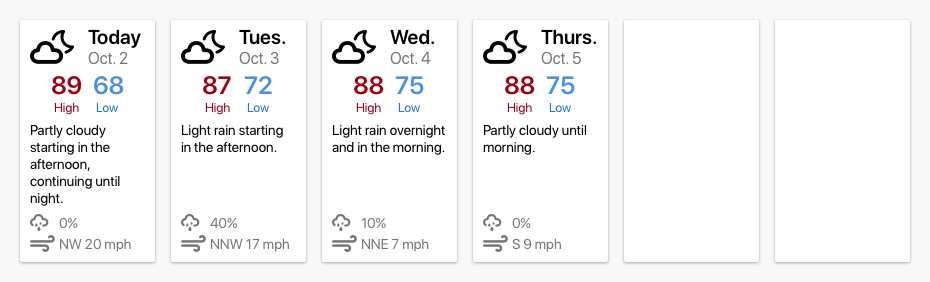 Today
Oct. 2
89 68
High Low
Partly cloudy
starting in the
afternoon,
continuing until
night.
0%
NW 20 mph
Tues.
Oct. 3
87 72
High Low
Light rain starting
in the afternoon.
40%
NNW 17 mph
Wed.
Oct. 4
88 75
High Low
Light rain overnight
and in the morning.
10%
NNE 7 mph
Thurs.
Oct. 5
88 75
High Low
Partly cloudy until
morning.
0%
S 9 mph